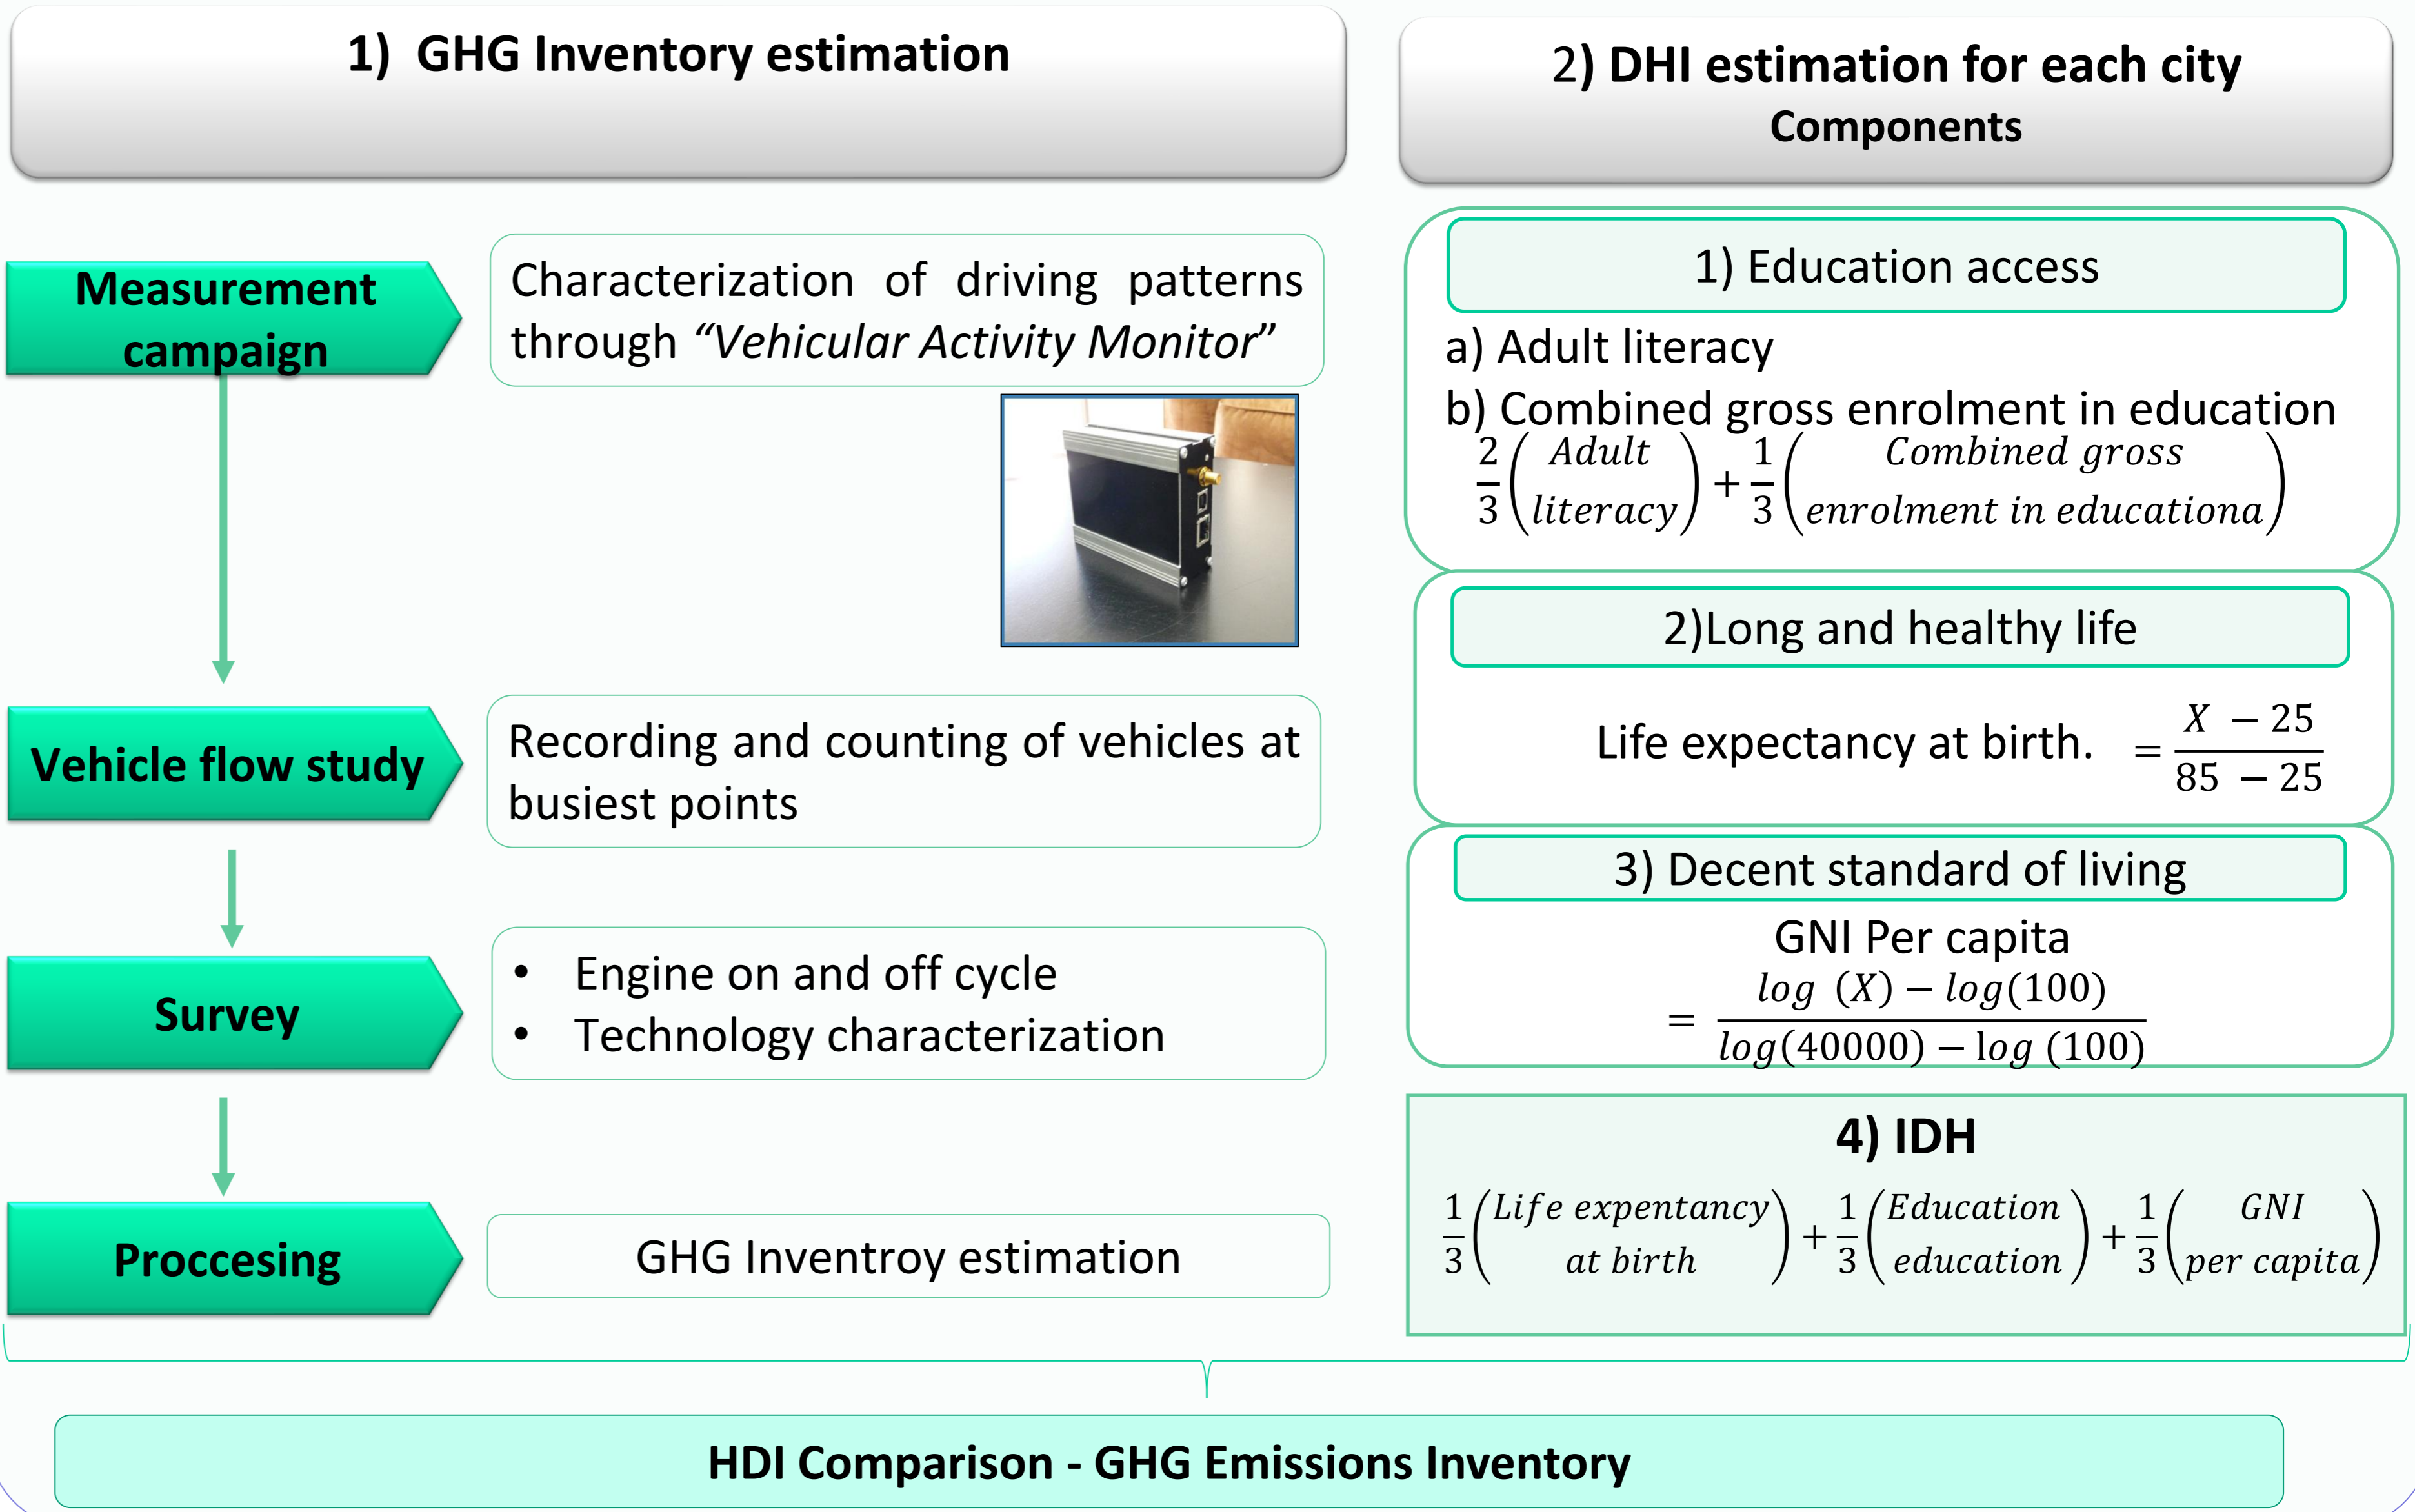 1) GHG Inventory estimation
Measurement
campaign
Characterization of driving patterns
through “Vehicular Activity Monitor”
Vehicle flow study
Recording and counting of vehicles at
busiest points
Survey
• Engine on and off cycle
• Technology characterization
Proccesing
GHG Inventroy estimation
2) DHI estimation for each city
Components
1) Education access
a) Adult literacy
b) Combined gross enrolment in education
2/3 (Adult literacy) + 1/3 (Combined gross enrolment in educationa)
2)Long and healthy life
Life expectancy at birth. = (X − 25)/(85 − 25)
3) Decent standard of living
GNI Per capita
= (log (X) − log(100))/(log(40000) − log (100))
4) IDH
1/3 (Life expentancy at birth) + 1/3 (Education education) + 1/3 (GNI per capita)
HDI Comparison - GHG Emissions Inventory